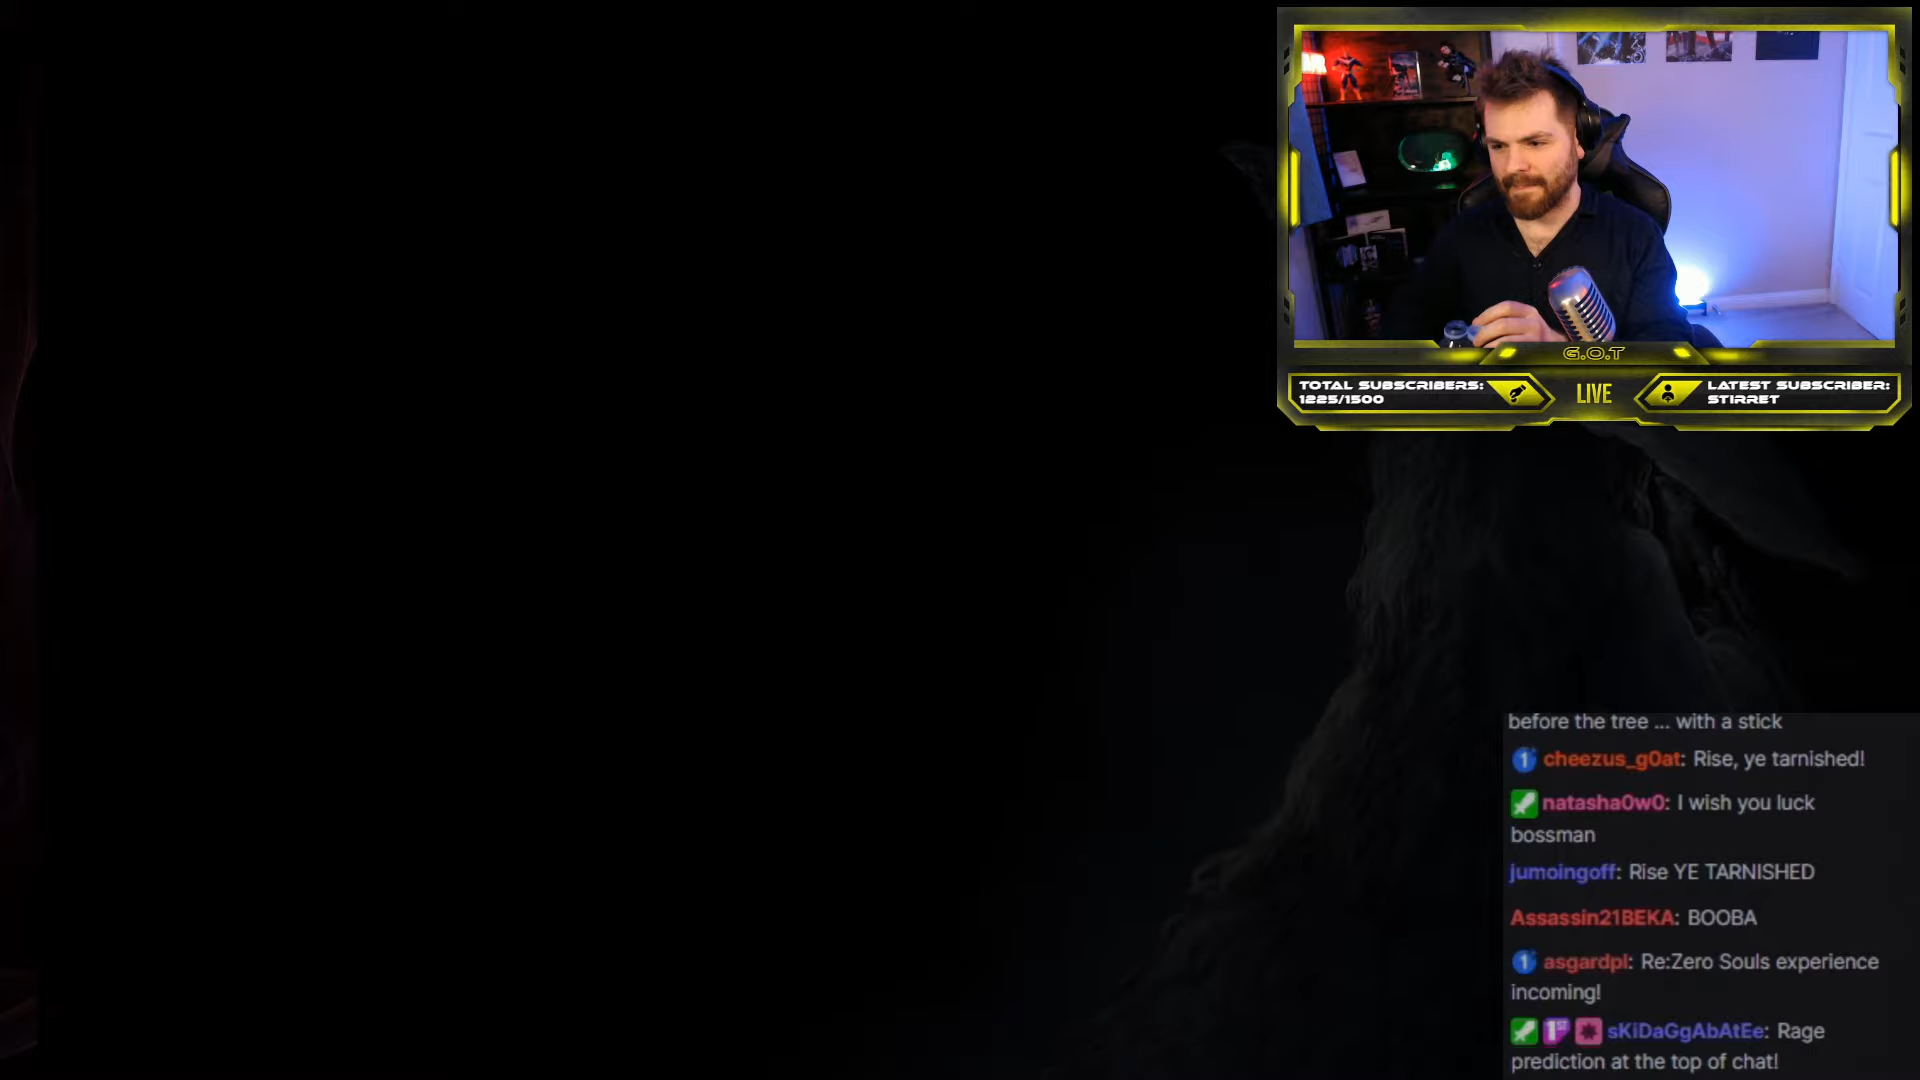 G.O.T
TOTAL SUBSCRIBERS:
1225/1500
LIVE
LATEST SUBSCRIBER:
STIRRET
before the tree ... with a stick
cheezus_g0at: Rise, ye tarnished!
natasha0w0: I wish you luck
bossman
jumoingoff: Rise YE TARNISHED
Assassin21BEKA: BOOBA
asgardpl: Re:Zero Souls experience
incoming!
sKiDaGgAbAtEe: Rage
prediction at the top of chat!